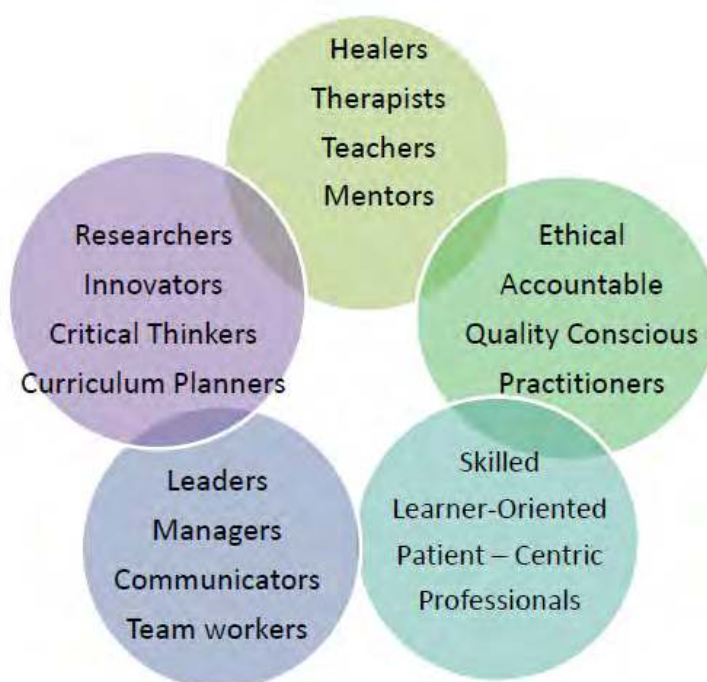 Healers
Therapists
Teachers
Mentors
Ethical
Accountable
Quality Conscious
Practitioners
Skilled
Learner-Oriented
Patient – Centric
Professionals
Leaders
Managers
Communicators
Team workers
Researchers
Innovators
Critical Thinkers
Curriculum Planners